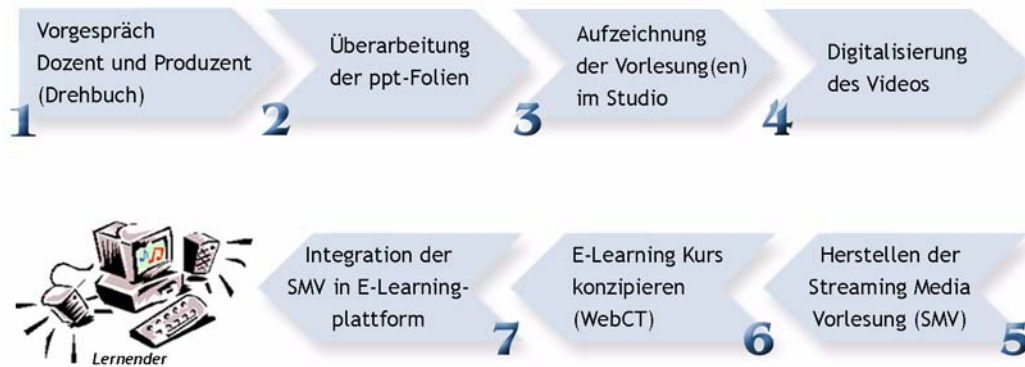 1
Vorgespräch
Dozent und Produzent
(Drehbuch)
2
Überarbeitung
der ppt-Folien
3
Aufzeichnung
der Vorlesung(en)
im Studio
4
Digitalisierung
des Videos
5
Herstellen der
Streaming Media
Vorlesung (SMV)
6
E-Learning Kurs
konzipieren
(WebCT)
7
Integration der
SMV in E-Learning-
plattform
Lernender